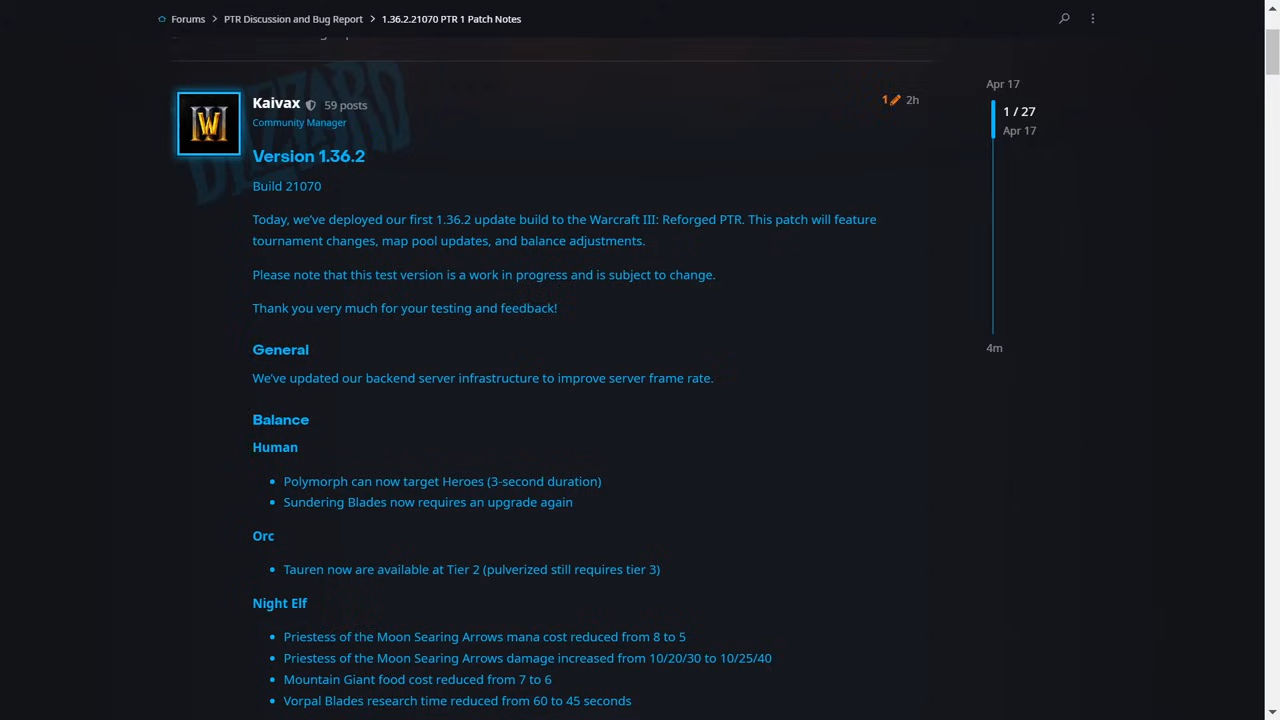 Forums > PTR Discussion and Bug Report > 1.36.2.21070 PTR 1 Patch Notes
Kaivax 59 posts
Community Manager
1 2h
Version 1.36.2
Build 21070
Today, we've deployed our first 1.36.2 update build to the Warcraft III: Reforged PTR. This patch will feature
tournament changes, map pool updates, and balance adjustments.
Please note that this test version is a work in progress and is subject to change.
Thank you very much for your testing and feedback!
General
We've updated our backend server infrastructure to improve server frame rate.
Balance
Human
• Polymorph can now target Heroes (3-second duration)
• Sundering Blades now requires an upgrade again
Orc
• Tauren now are available at Tier 2 (pulverized still requires tier 3)
Night Elf
• Priestess of the Moon Searing Arrows mana cost reduced from 8 to 5
• Priestess of the Moon Searing Arrows damage increased from 10/20/30 to 10/25/40
• Mountain Giant food cost reduced from 7 to 6
• Vorpal Blades research time reduced from 60 to 45 seconds
Apr 17
1 / 27
Apr 17
4m
BLIZZARD
W